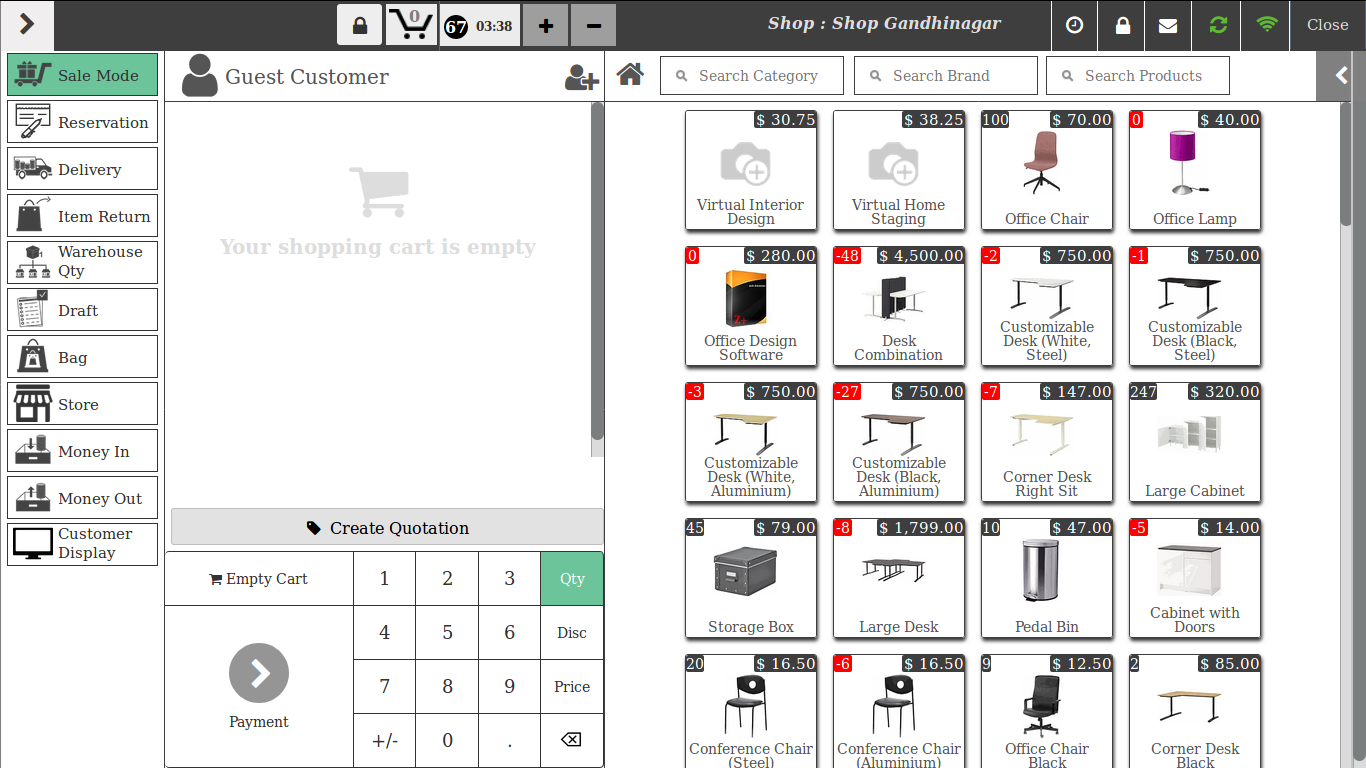 0
67
03:38
+
−
Shop : Shop Gandhinagar
Close
Sale Mode
Reservation
Delivery
Item Return
Warehouse
Qty
Draft
Bag
Store
Money In
Money Out
Customer
Display
Guest Customer
Your shopping cart is empty
Create Quotation
Empty Cart
1
2
3
Qty
4
5
6
Disc
7
8
9
Price
+/-
0
.
Payment
Search Category
Search Brand
Search Products
$ 30.75
Virtual Interior
Design
$ 38.25
Virtual Home
Staging
100
$ 70.00
Office Chair
0
$ 40.00
Office Lamp
0
$ 280.00
Office Design
Software
-48
$ 4,500.00
Desk
Combination
-2
$ 750.00
Customizable
Desk (White,
Steel)
-1
$ 750.00
Customizable
Desk (Black,
Steel)
-3
$ 750.00
Customizable
Desk (White,
Aluminium)
-27
$ 750.00
Customizable
Desk (Black,
Aluminium)
-7
$ 147.00
Corner Desk
Right Sit
247
$ 320.00
Large Cabinet
45
$ 79.00
Storage Box
-8
$ 1,799.00
Large Desk
10
$ 47.00
Pedal Bin
-5
$ 14.00
Cabinet with
Doors
20
$ 16.50
Conference Chair
(Steel)
-6
$ 16.50
Conference Chair
(Aluminium)
9
$ 12.50
Office Chair
Black
2
$ 85.00
Corner Desk
Black